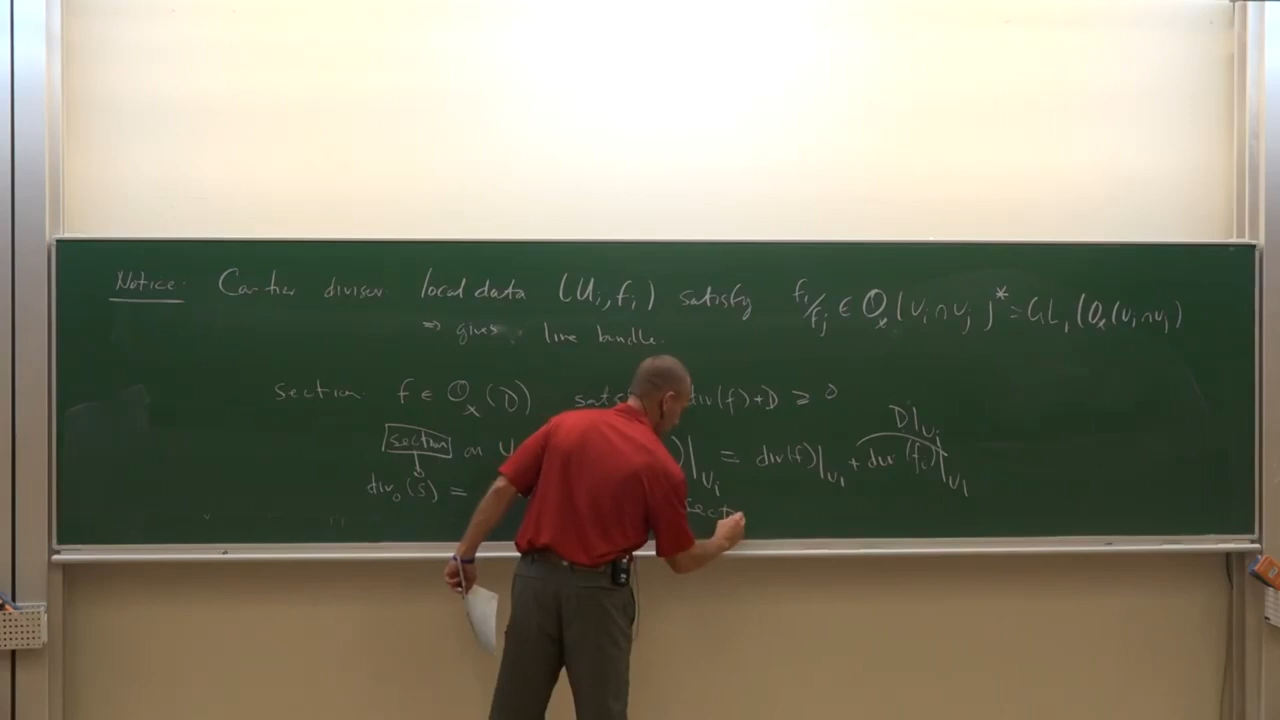 Notice: Cartier divisor local data (U_i, f_i) satisfy f_i/f_j ∈ O_X(U_i ∩ U_j)^* = GL_1(O_X(U_i ∩ U_j))
⇒ gives line bundle.
section f ∈ O_X(D) div(f)+D ≥ 0
section on U )|_{U_i} = div(f)|_{U_i} + div(f_i)|_{U_i} D|_{U_i}
div_0(s) = sect